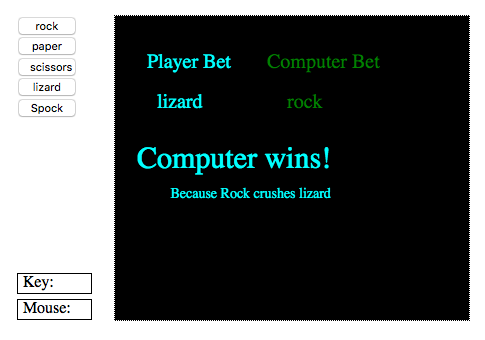 rock
paper
scissors
lizard
Spock
Player Bet Computer Bet
lizard rock
Computer wins!
Because Rock crushes lizard
Key:
Mouse: